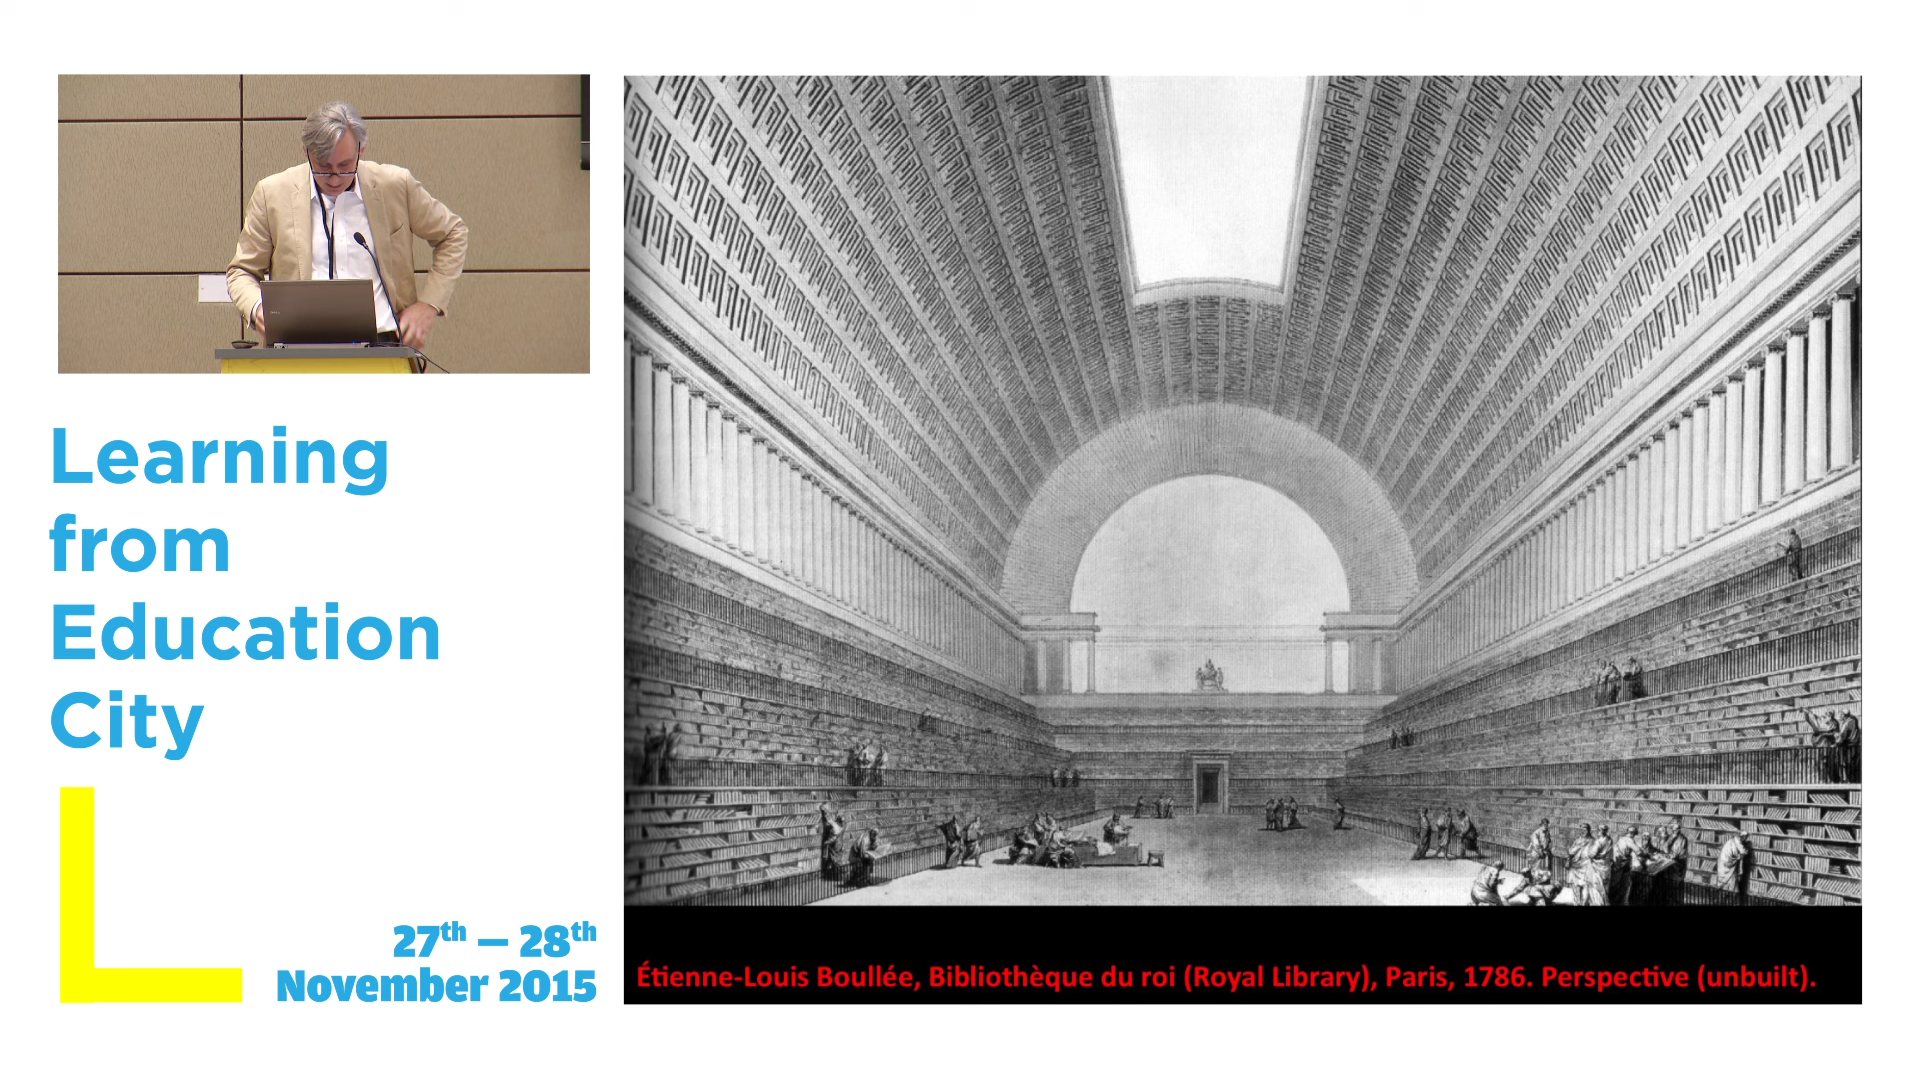 Learning
from
Education
City
27th – 28th
November 2015
Étienne-Louis Boullée, Bibliothèque du roi (Royal Library), Paris, 1786. Perspective (unbuilt).